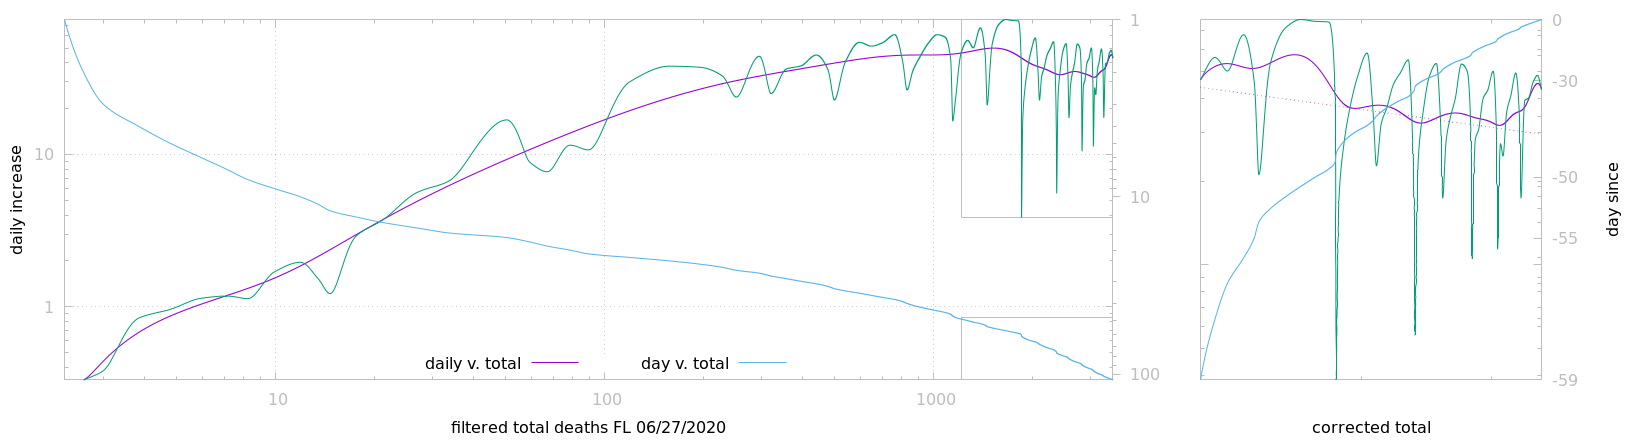 daily increase
10
1
daily v. total
day v. total
10
100
1000
filtered total deaths FL 06/27/2020
1
10
100
0
-30
-50
-55
-59
day since
corrected total